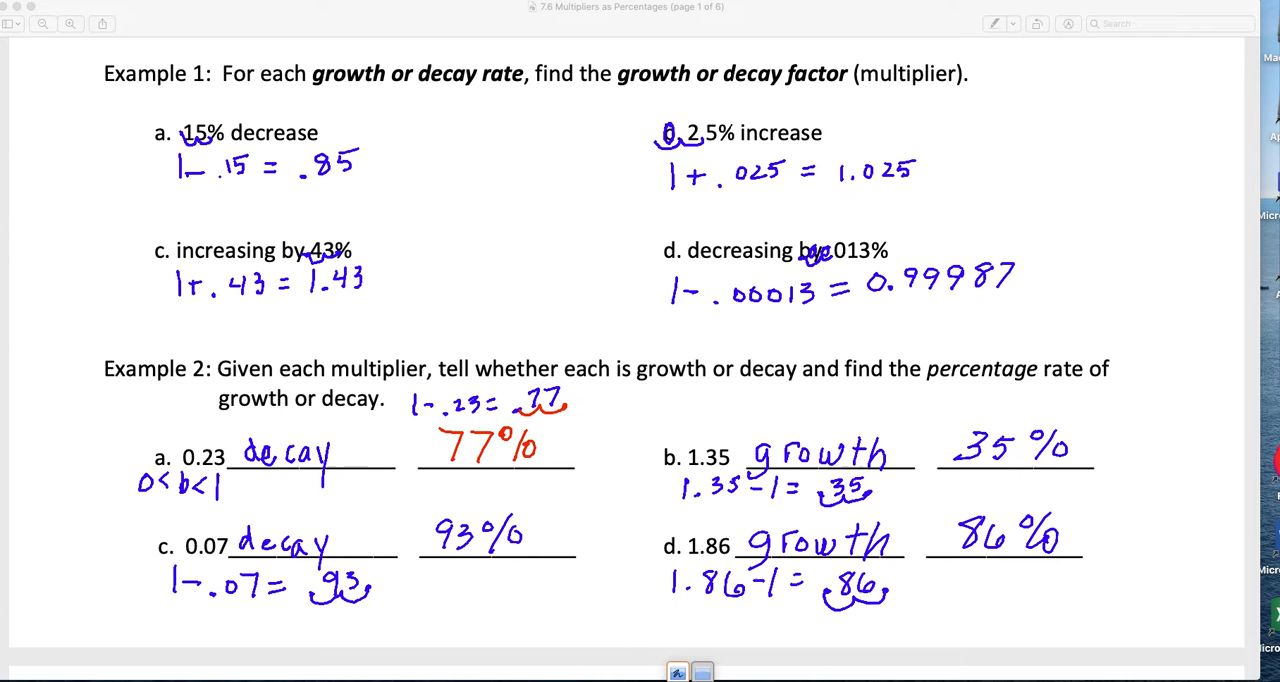 7.6 Multipliers as Percentages (page 1 of 6)
Search
Example 1: For each growth or decay rate, find the growth or decay factor (multiplier).
a. 15% decrease
1 - .15 = .85
b. 2.5% increase
1 + .025 = 1.025
c. increasing by 43%
1 + .43 = 1.43
d. decreasing by .013%
1 - .00013 = 0.99987
Example 2: Given each multiplier, tell whether each is growth or decay and find the percentage rate of
growth or decay.
1 - .23 = .77
a. 0.23 decay 77%
0 < b < 1
b. 1.35 growth 35%
1.35 - 1 = .35
c. 0.07 decay 93%
1 - .07 = .93
d. 1.86 growth 86%
1.86 - 1 = .86